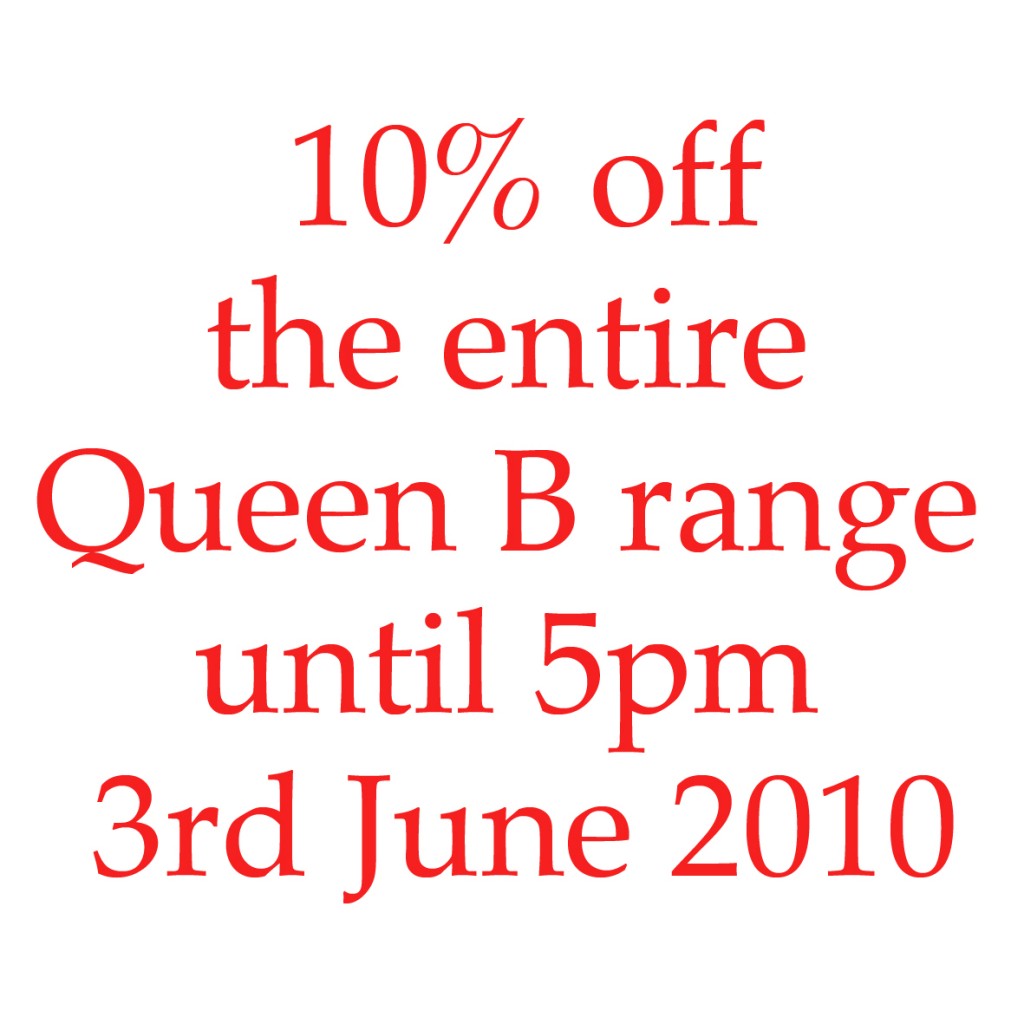 10% off
the entire
Queen B range
until 5pm
3rd June 2010